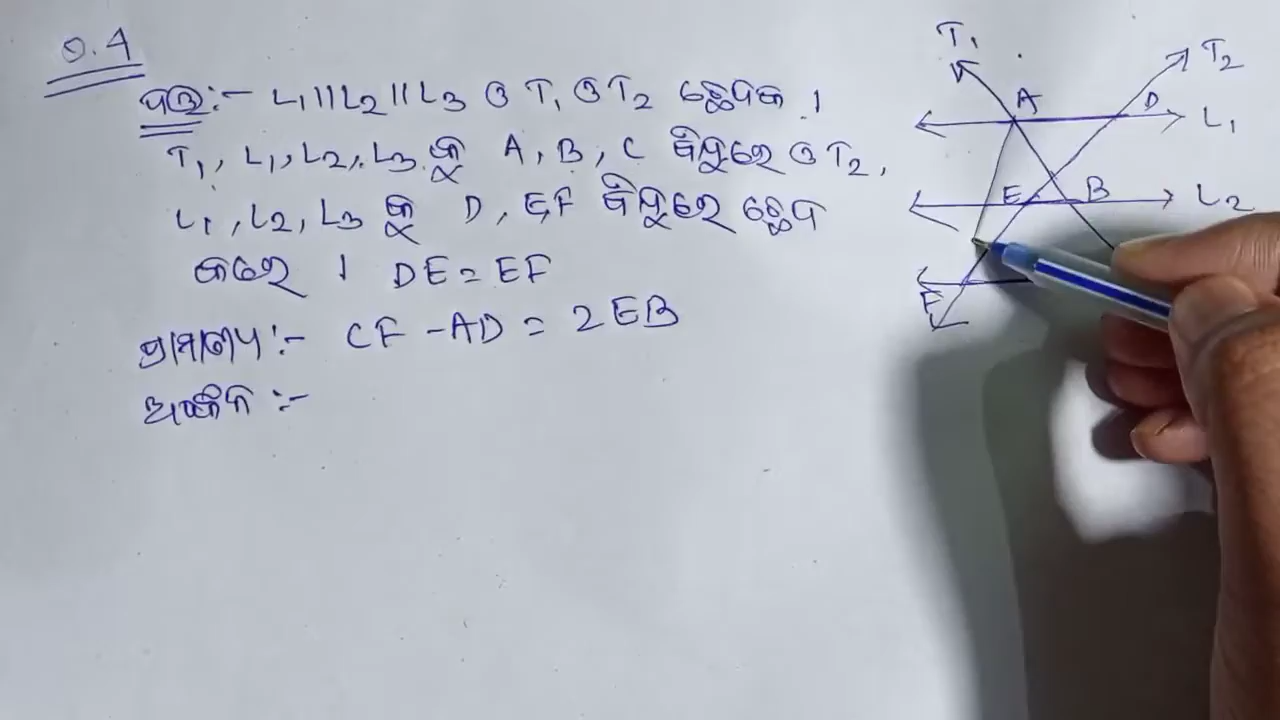 0.4
ଦତ୍ତ :- L₁||L₂||L₃ ଓ T₁ ଓ T₂ ଛେଦକ ।
T₁, L₁, L₂, L₃ କୁ A, B, C ବିନ୍ଦୁରେ ଓ T₂,
L₁, L₂, L₃ କୁ D, E, F ବିନ୍ଦୁରେ ଛେଦ
କରେ । DE = EF
ପ୍ରାମାଣ୍ୟ :- CF - AD = 2EB
ଅଙ୍କନ :-
T₁
T₂
A
D
L₁
E
B
L₂
F